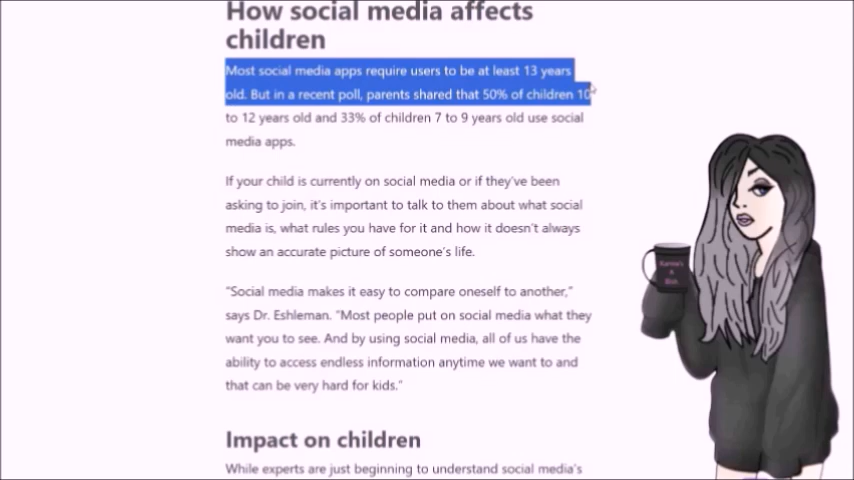 How social media affects
children
Most social media apps require users to be at least 13 years
old. But in a recent poll, parents shared that 50% of children 10
to 12 years old and 33% of children 7 to 9 years old use social
media apps.
If your child is currently on social media or if they’ve been
asking to join, it’s important to talk to them about what social
media is, what rules you have for it and how it doesn’t always
show an accurate picture of someone’s life.
“Social media makes it easy to compare oneself to another,”
says Dr. Eshleman. “Most people put on social media what they
want you to see. And by using social media, all of us have the
ability to access endless information anytime we want to and
that can be very hard for kids.”
Impact on children
While experts are just beginning to understand social media’s
Karma's
A